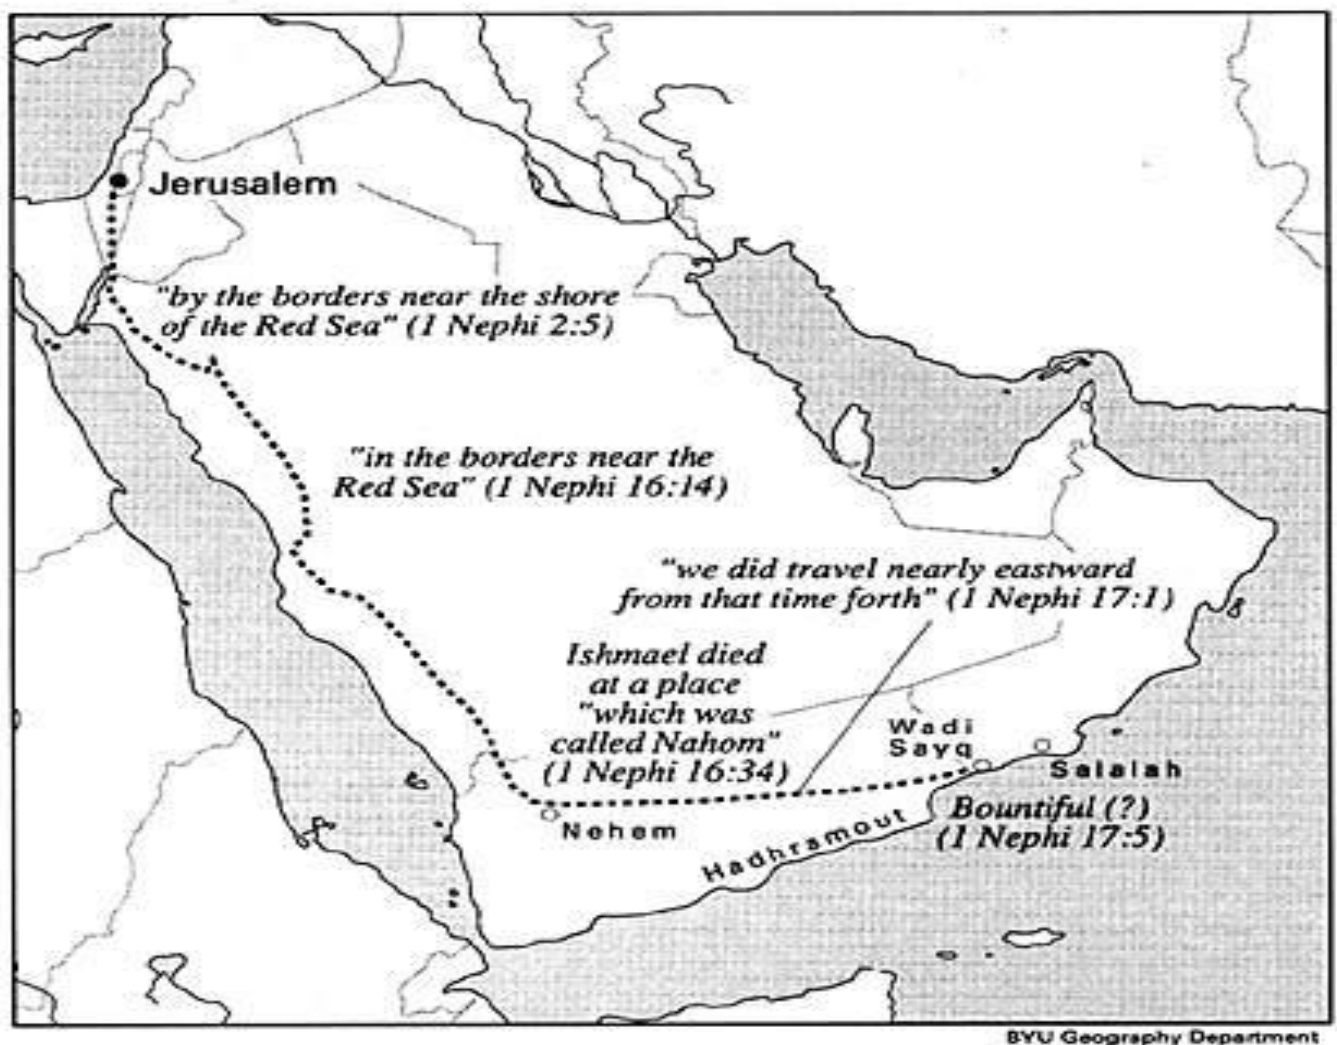 Jerusalem
"by the borders near the shore
of the Red Sea" (1 Nephi 2:5)
"in the borders near the
Red Sea" (1 Nephi 16:14)
"we did travel nearly eastward
from that time forth" (1 Nephi 17:1)
Ishmael died
at a place
"which was
called Nahom"
(1 Nephi 16:34)
Wadi
Sayq
Salalah
Bountiful (?)
(1 Nephi 17:5)
Nehem
Hadhramout
BYU Geography Department